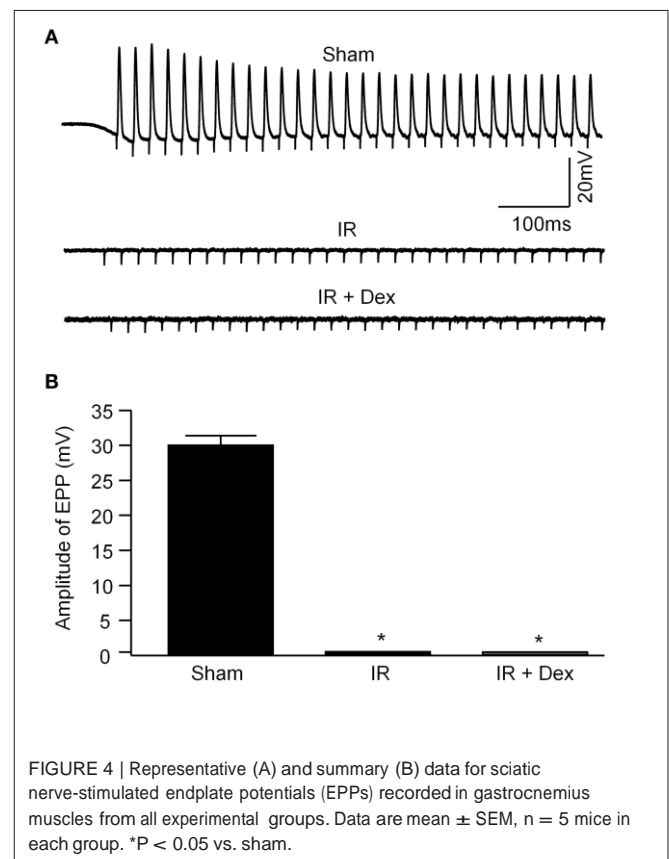 A
Sham
20mV
100ms
IR
IR + Dex
B
Amplitude of EPP (mV)
35
30
25
20
15
10
5
0
*
*
Sham
IR
IR + Dex
FIGURE 4 | Representative (A) and summary (B) data for sciatic
nerve-stimulated endplate potentials (EPPs) recorded in gastrocnemius
muscles from all experimental groups. Data are mean ± SEM, n = 5 mice in
each group. *P < 0.05 vs. sham.